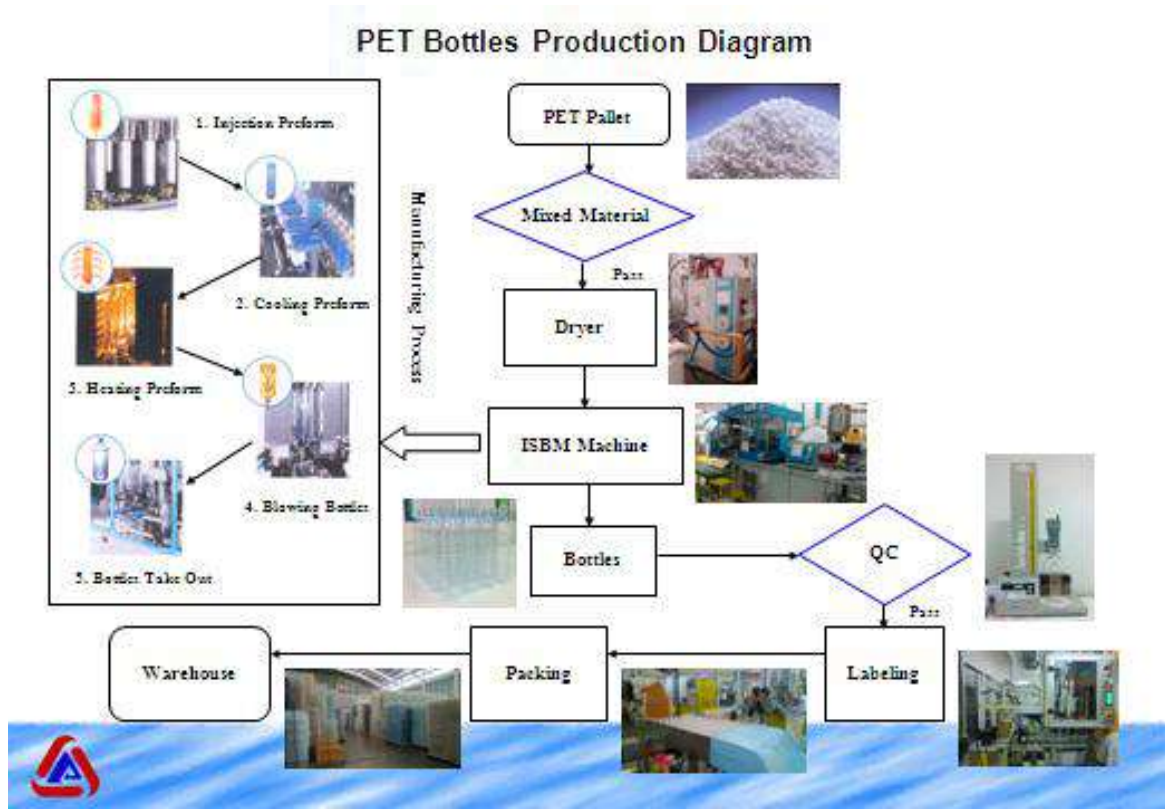 PET Bottles Production Diagram
1. Injection Preform
2. Cooling Preform
3. Heating Preform
4. Blowing Bottles
5. Bottles Take Out
Manufacturing Process
PET Pallet
Mixed Material
Pass
Dryer
ISBM Machine
Bottles
QC
Pass
Labeling
Packing
Warehouse